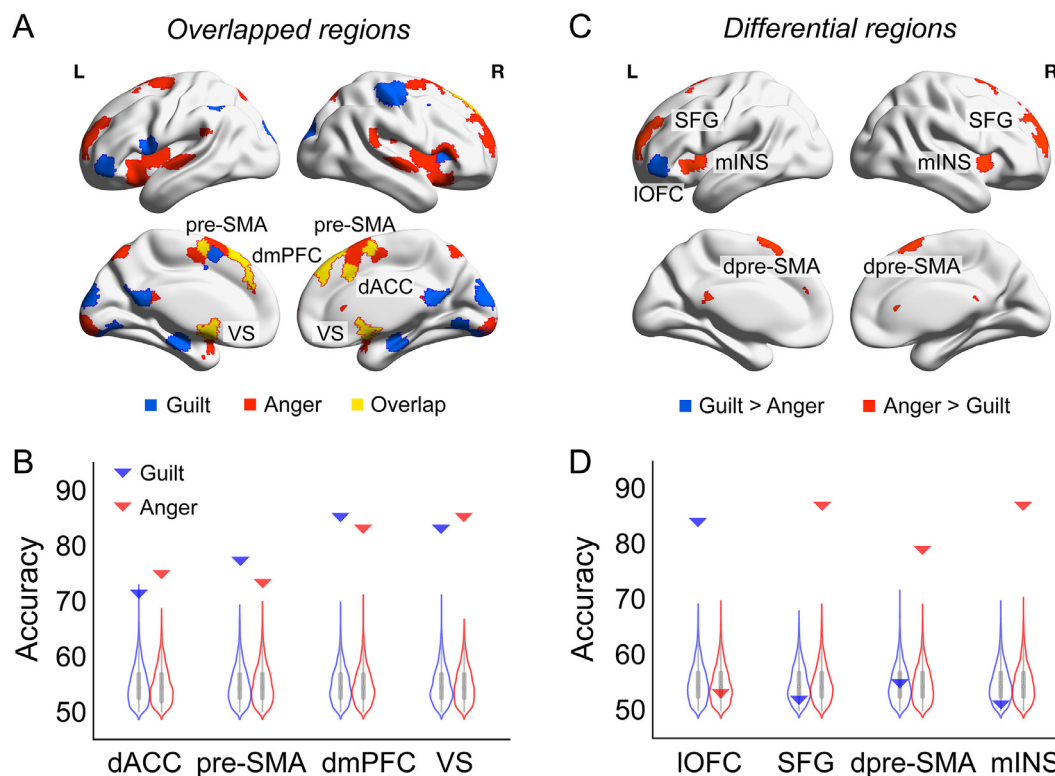 A
Overlapped regions
L
R
pre-SMA
pre-SMA
dmPFC
dACC
VS
VS
Guilt
Anger
Overlap
C
Differential regions
L
R
SFG
SFG
mINS
mINS
lOFC
dpre-SMA
dpre-SMA
Guilt > Anger
Anger > Guilt
B
Guilt
Anger
Accuracy
90
80
70
60
50
dACC pre-SMA dmPFC VS
D
Accuracy
90
80
70
60
50
lOFC SFG dpre-SMA mINS